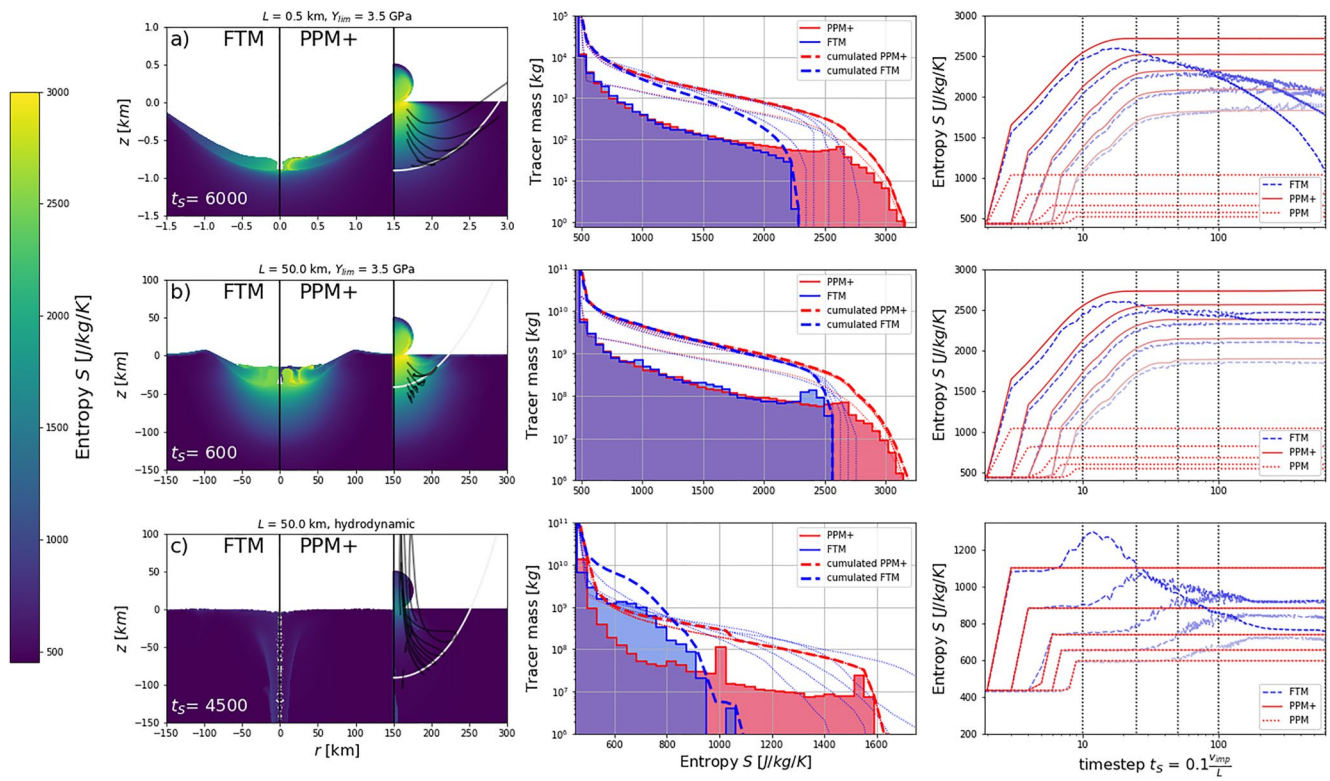 L = 0.5 km, Y_lim = 3.5 GPa
a) FTM PPM+
z [km]
1.0
0.5
0.0
−0.5
−1.0
−1.5
t_S= 6000
−1.5 −1.0 −0.5 0.0 0.5 1.0 1.5 2.0 2.5 3.0
Tracer mass [kg]
10^5
10^4
10^3
10^2
10^1
10^0
500 1000 1500 2000 2500 3000
PPM+
FTM
cumulated PPM+
cumulated FTM
Entropy S [J/kg/K]
3000
2500
2000
1500
1000
500
10 100
FTM
PPM+
PPM
Entropy S [J/kg/K]
3000
2500
2000
1500
1000
500
L = 50.0 km, Y_lim = 3.5 GPa
b) FTM PPM+
z [km]
100
50
0
−50
−100
−150
t_S= 600
−150 −100 −50 0 50 100 150 200 250 300
Tracer mass [kg]
10^11
10^10
10^9
10^8
10^7
10^6
500 1000 1500 2000 2500 3000
PPM+
FTM
cumulated PPM+
cumulated FTM
Entropy S [J/kg/K]
3000
2500
2000
1500
1000
500
10 100
FTM
PPM+
PPM
L = 50.0 km, hydrodynamic
c) FTM PPM+
z [km]
100
50
0
−50
−100
−150
t_S= 4500
−150 −100 −50 0 50 100 150 200 250 300
r [km]
Tracer mass [kg]
10^11
10^10
10^9
10^8
10^7
10^6
600 800 1000 1200 1400 1600
Entropy S [J/kg/K]
PPM+
FTM
cumulated PPM+
cumulated FTM
Entropy S [J/kg/K]
1200
1000
800
600
400
200
10 100
FTM
PPM+
PPM
timestep t_S = 0.1 v_imp/L